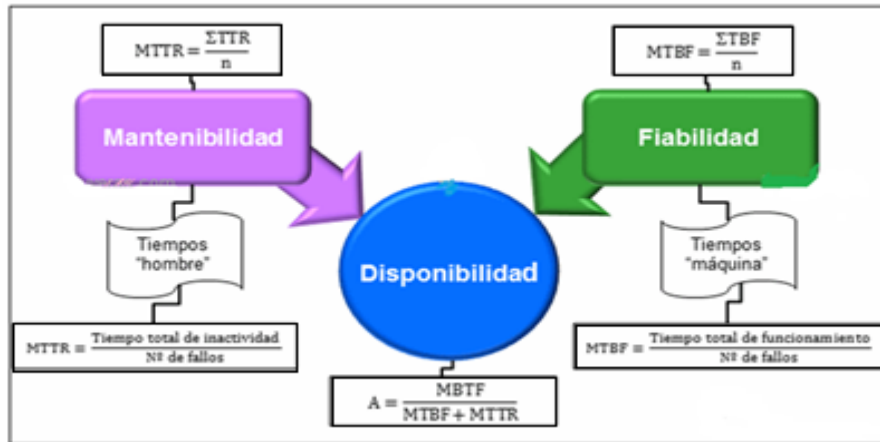 MTTR = ΣTTR / n
MTBF = ΣTBF / n
Mantenibilidad
Fiabilidad
Tiempos
"hombre"
Disponibilidad
Tiempos
"máquina"
MTTR = Tiempo total de inactividad / Nº de fallos
MTBF = Tiempo total de funcionamiento / Nº de fallos
A = MBTF / MTBF + MTTR